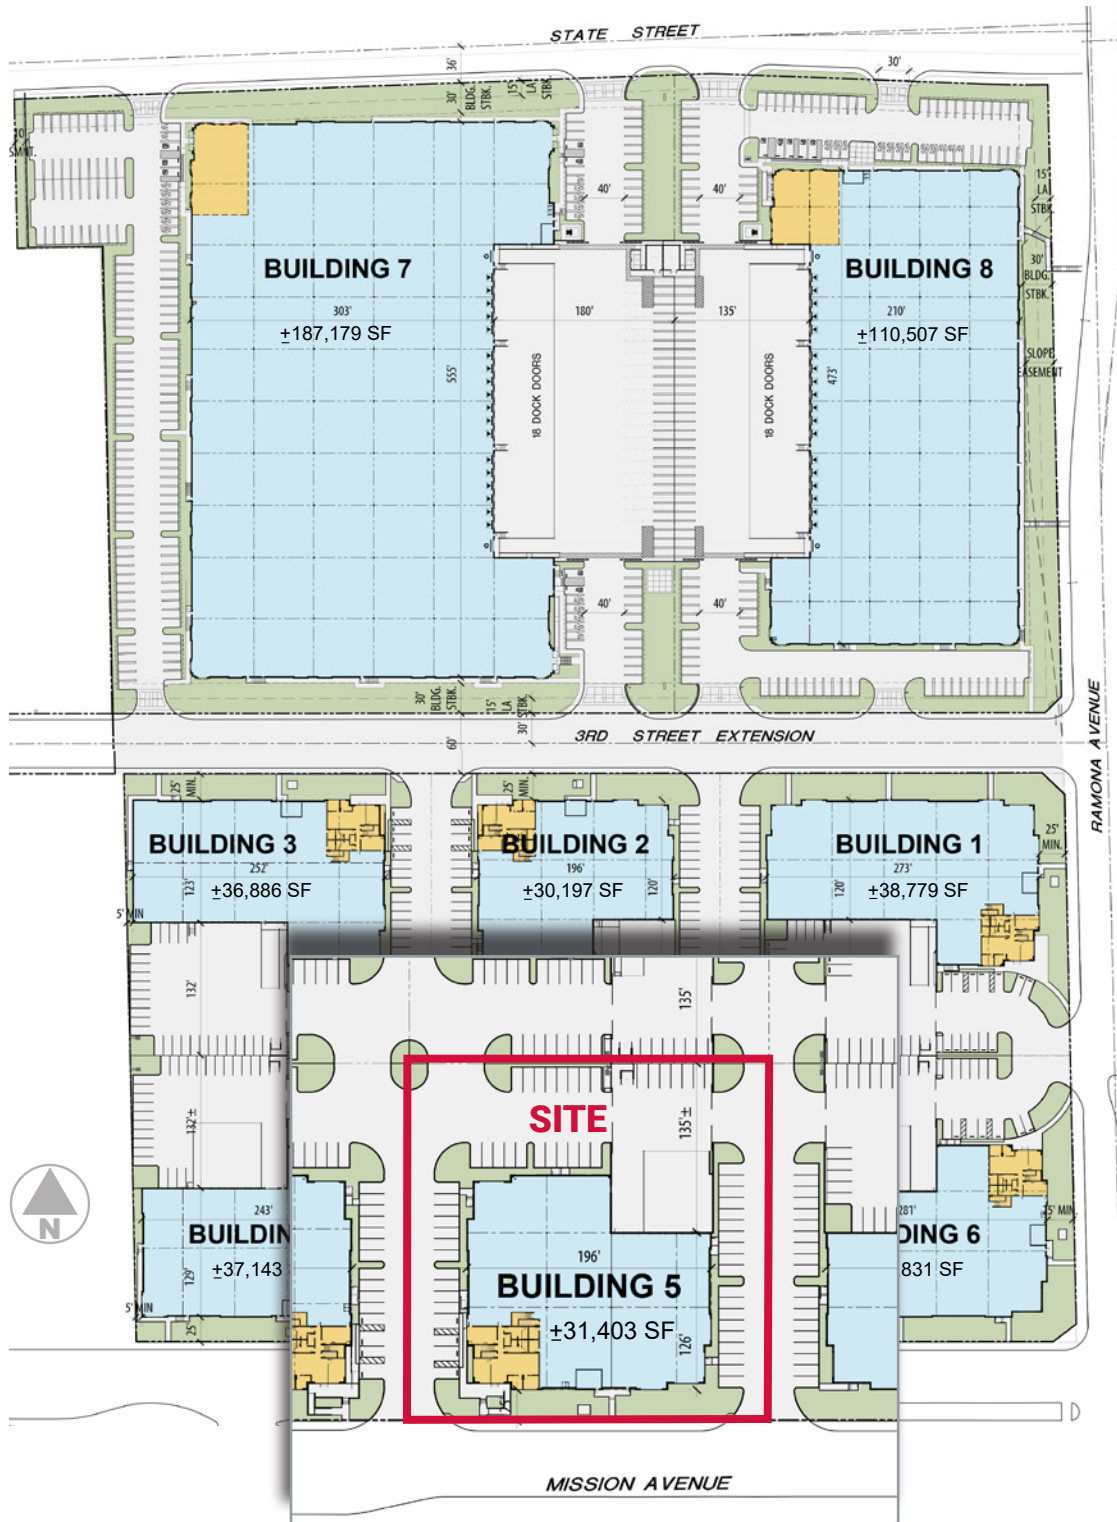 STATE STREET
36'
30'
BLDG.
STBK.
15'
LA
STBK.
30'
SMNT.
40'
40'
15'
LA
STBK.
30'
BLDG.
STBK.
SLOPE
EASEMENT
BUILDING 7
303'
±187,179 SF
555'
180'
135'
18 DOCK DOORS
18 DOCK DOORS
BUILDING 8
210'
±110,507 SF
473'
40'
40'
30'
BLDG.
STBK.
15'
LA
STBK.
30'
60'
3RD STREET EXTENSION
RAMONA AVENUE
25'
MIN.
25'
MIN.
25'
MIN.
BUILDING 3
252'
±36,886 SF
123'
5' MIN
BUILDING 2
196'
±30,197 SF
120'
BUILDING 1
273'
±38,779 SF
120'
132'
132'±
135'
135'±
SITE
N
243'
BUILDIN
±37,143
129'
5' MIN
25'
196'
BUILDING 5
±31,403 SF
126'
281'
DING 6
831 SF
5' MIN.
MISSION AVENUE